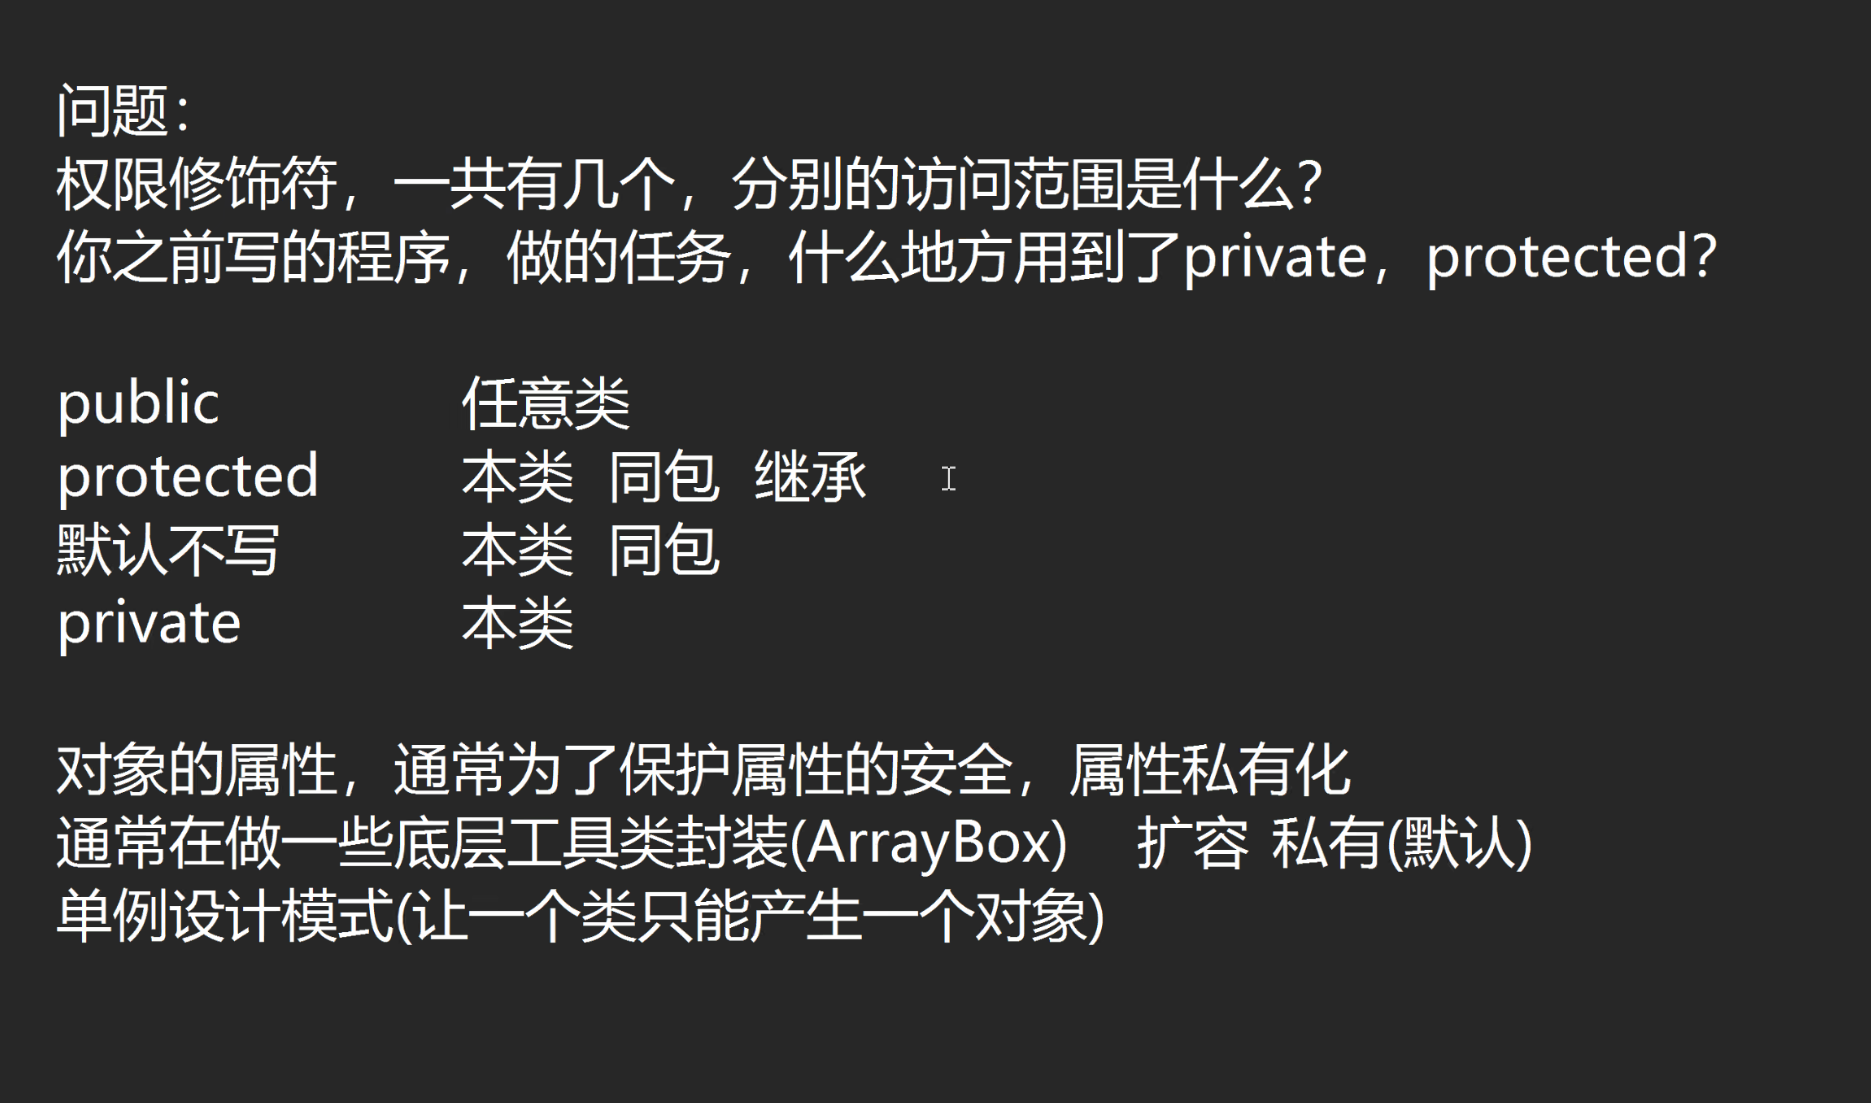 问题：
权限修饰符，一共有几个，分别的访问范围是什么？
你之前写的程序，做的任务，什么地方用到了private，protected？
public 任意类
protected 本类 同包 继承
默认不写 本类 同包
private 本类
对象的属性，通常为了保护属性的安全，属性私有化
通常在做一些底层工具类封装(ArrayBox) 扩容 私有(默认)
单例设计模式(让一个类只能产生一个对象)